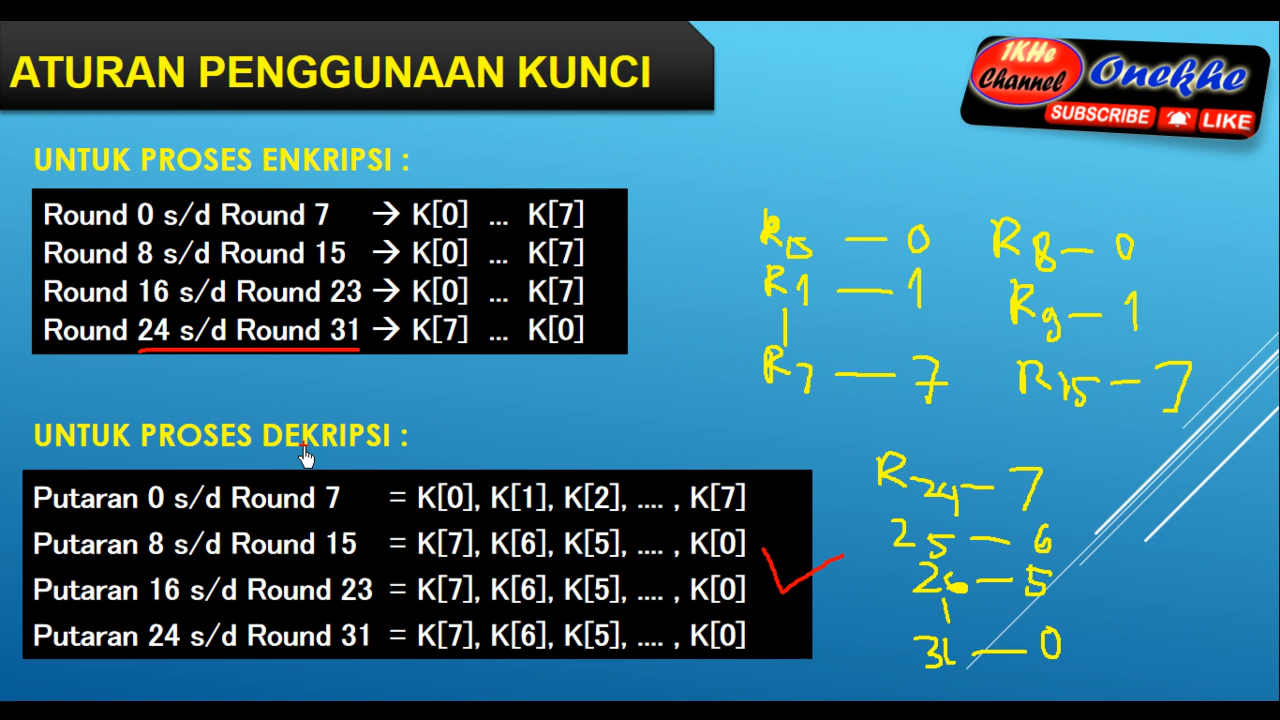 ATURAN PENGGUNAAN KUNCI
1KHe Channel
Onekhe
SUBSCRIBE LIKE
UNTUK PROSES ENKRIPSI :
Round 0 s/d Round 7 → K[0] ... K[7]
Round 8 s/d Round 15 → K[0] ... K[7]
Round 16 s/d Round 23 → K[0] ... K[7]
Round 24 s/d Round 31 → K[7] ... K[0]
UNTUK PROSES DEKRIPSI :
Putaran 0 s/d Round 7 = K[0], K[1], K[2], .... , K[7]
Putaran 8 s/d Round 15 = K[7], K[6], K[5], .... , K[0]
Putaran 16 s/d Round 23 = K[7], K[6], K[5], .... , K[0]
Putaran 24 s/d Round 31 = K[7], K[6], K[5], .... , K[0]
— 0
R1 — 1
R7 — 7
R8 — 0
R9 — 1
R15 — 7
R24 — 7
25 — 6
26 — 5
31 — 0